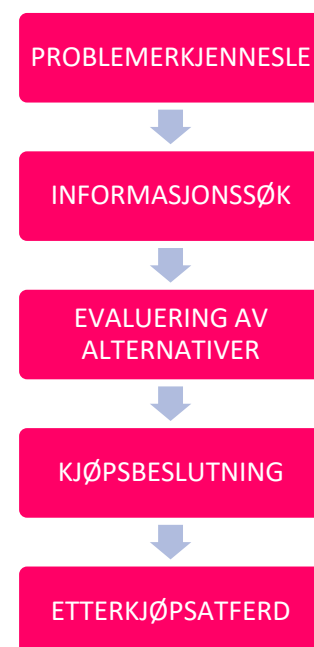 PROBLEMERKJENNESLE
INFORMASJONSSØK
EVALUERING AV
ALTERNATIVER
KJØPSBESLUTNING
ETTERKJØPSATFERD